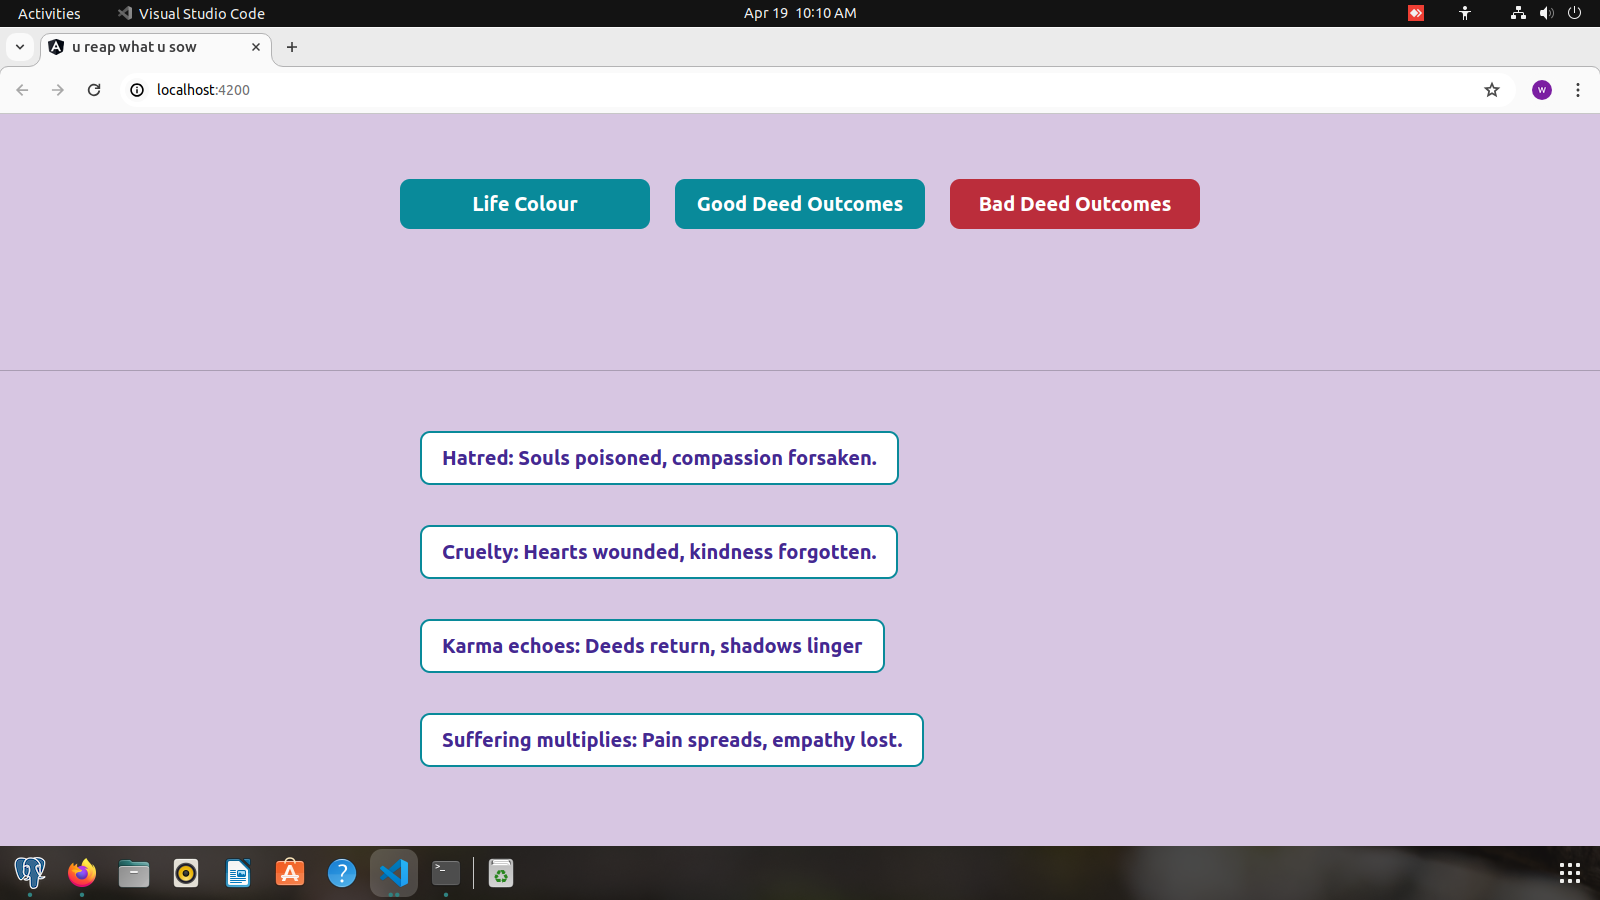 Activities
Visual Studio Code
Apr 19 10:10 AM
u reap what u sow
localhost:4200
W
Life Colour
Good Deed Outcomes
Bad Deed Outcomes
Hatred: Souls poisoned, compassion forsaken.
Cruelty: Hearts wounded, kindness forgotten.
Karma echoes: Deeds return, shadows linger
Suffering multiplies: Pain spreads, empathy lost.